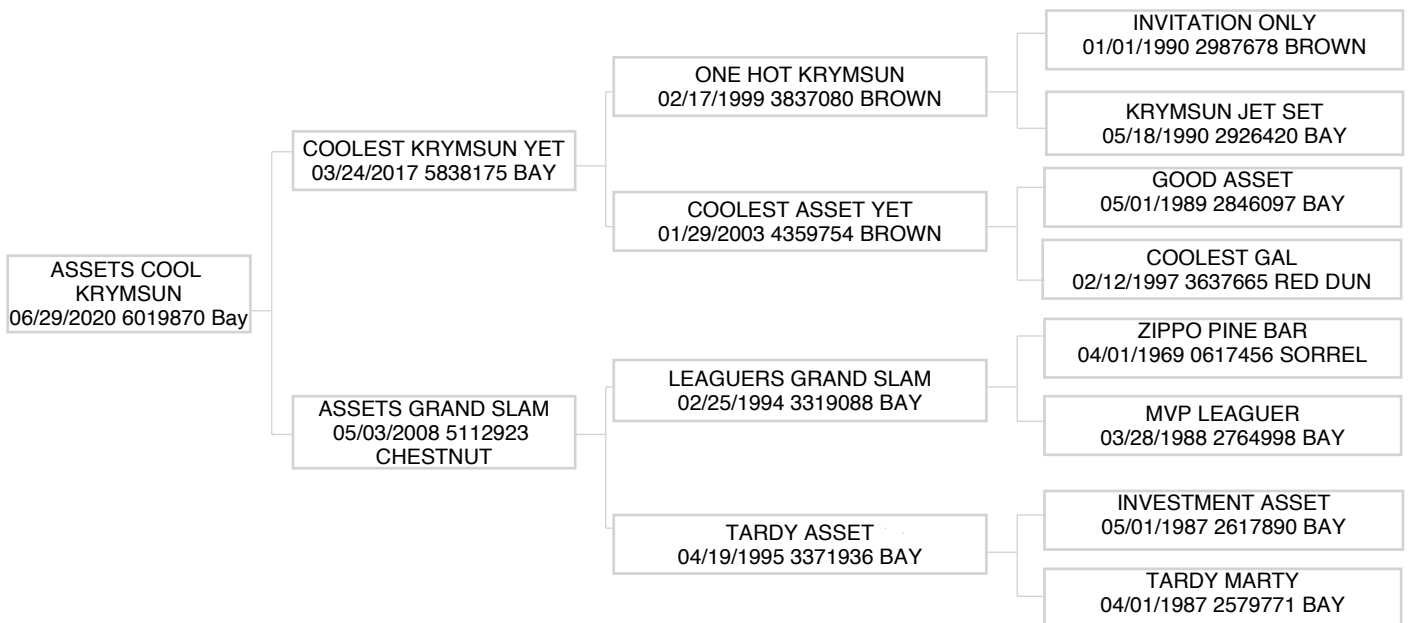 INVITATION ONLY
01/01/1990 2987678 BROWN
ONE HOT KRYMSUN
02/17/1999 3837080 BROWN
KRYMSUN JET SET
05/18/1990 2926420 BAY
COOLEST KRYMSUN YET
03/24/2017 5838175 BAY
GOOD ASSET
05/01/1989 2846097 BAY
COOLEST ASSET YET
01/29/2003 4359754 BROWN
COOLEST GAL
02/12/1997 3637665 RED DUN
ASSETS COOL
KRYMSUN
06/29/2020 6019870 Bay
ZIPPO PINE BAR
04/01/1969 0617456 SORREL
LEAGUERS GRAND SLAM
02/25/1994 3319088 BAY
MVP LEAGUER
03/28/1988 2764998 BAY
ASSETS GRAND SLAM
05/03/2008 5112923
CHESTNUT
INVESTMENT ASSET
05/01/1987 2617890 BAY
TARDY ASSET
04/19/1995 3371936 BAY
TARDY MARTY
04/01/1987 2579771 BAY